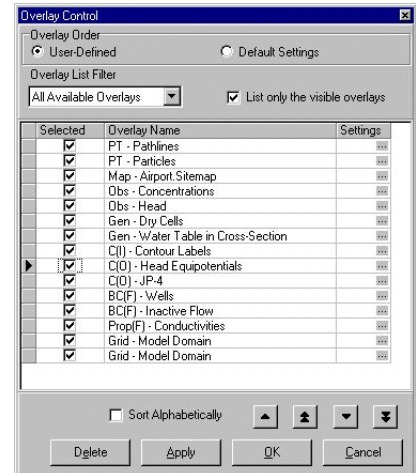 Overlay Control
Overlay Order
User-Defined Default Settings
Overlay List Filter
All Available Overlays List only the visible overlays
Selected Overlay Name Settings
PT - Pathlines
PT - Particles
Map - Airport.Sitemap
Obs - Concentrations
Obs - Head
Gen - Dry Cells
Gen - Water Table in Cross-Section
C(I) - Contour Labels
C(O) - Head Equipotentials
C(O) - JP-4
BC(F) - Wells
BC(F) - Inactive Flow
Prop(F) - Conductivities
Grid - Model Domain
Grid - Model Domain
Sort Alphabetically
Delete Apply OK Cancel